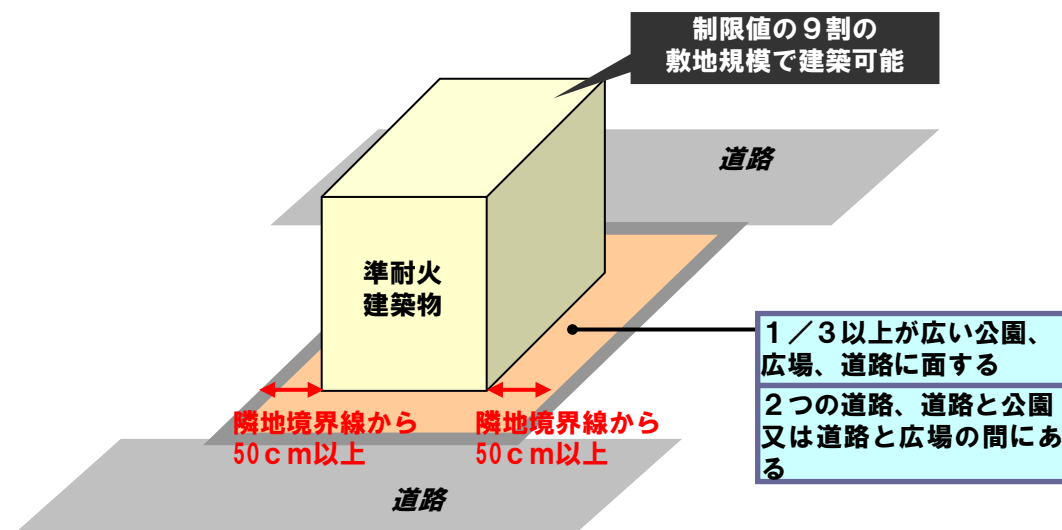 制限値の９割の
敷地規模で建築可能
道路
準耐火
建築物
１／３以上が広い公園、
広場、道路に面する
２つの道路、道路と公園
又は道路と広場の間にあ
る
隣地境界線から
50ｃｍ以上
隣地境界線から
50ｃｍ以上
道路